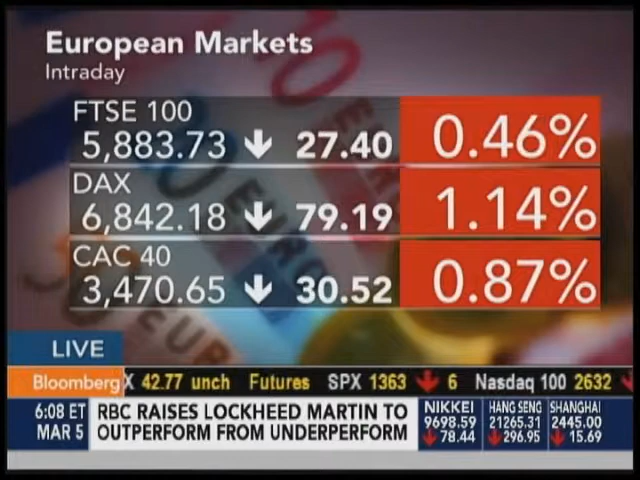 European Markets
Intraday
FTSE 100
5,883.73 27.40 0.46%
DAX
6,842.18 79.19 1.14%
CAC 40
3,470.65 30.52 0.87%
LIVE
Bloomberg X 42.77 unch Futures SPX 1363 6 Nasdaq 100 2632
6:08 ET
MAR 5
RBC RAISES LOCKHEED MARTIN TO
OUTPERFORM FROM UNDERPERFORM
NIKKEI
9698.59
78.44
HANG SENG
21265.31
296.95
SHANGHAI
2445.00
15.69